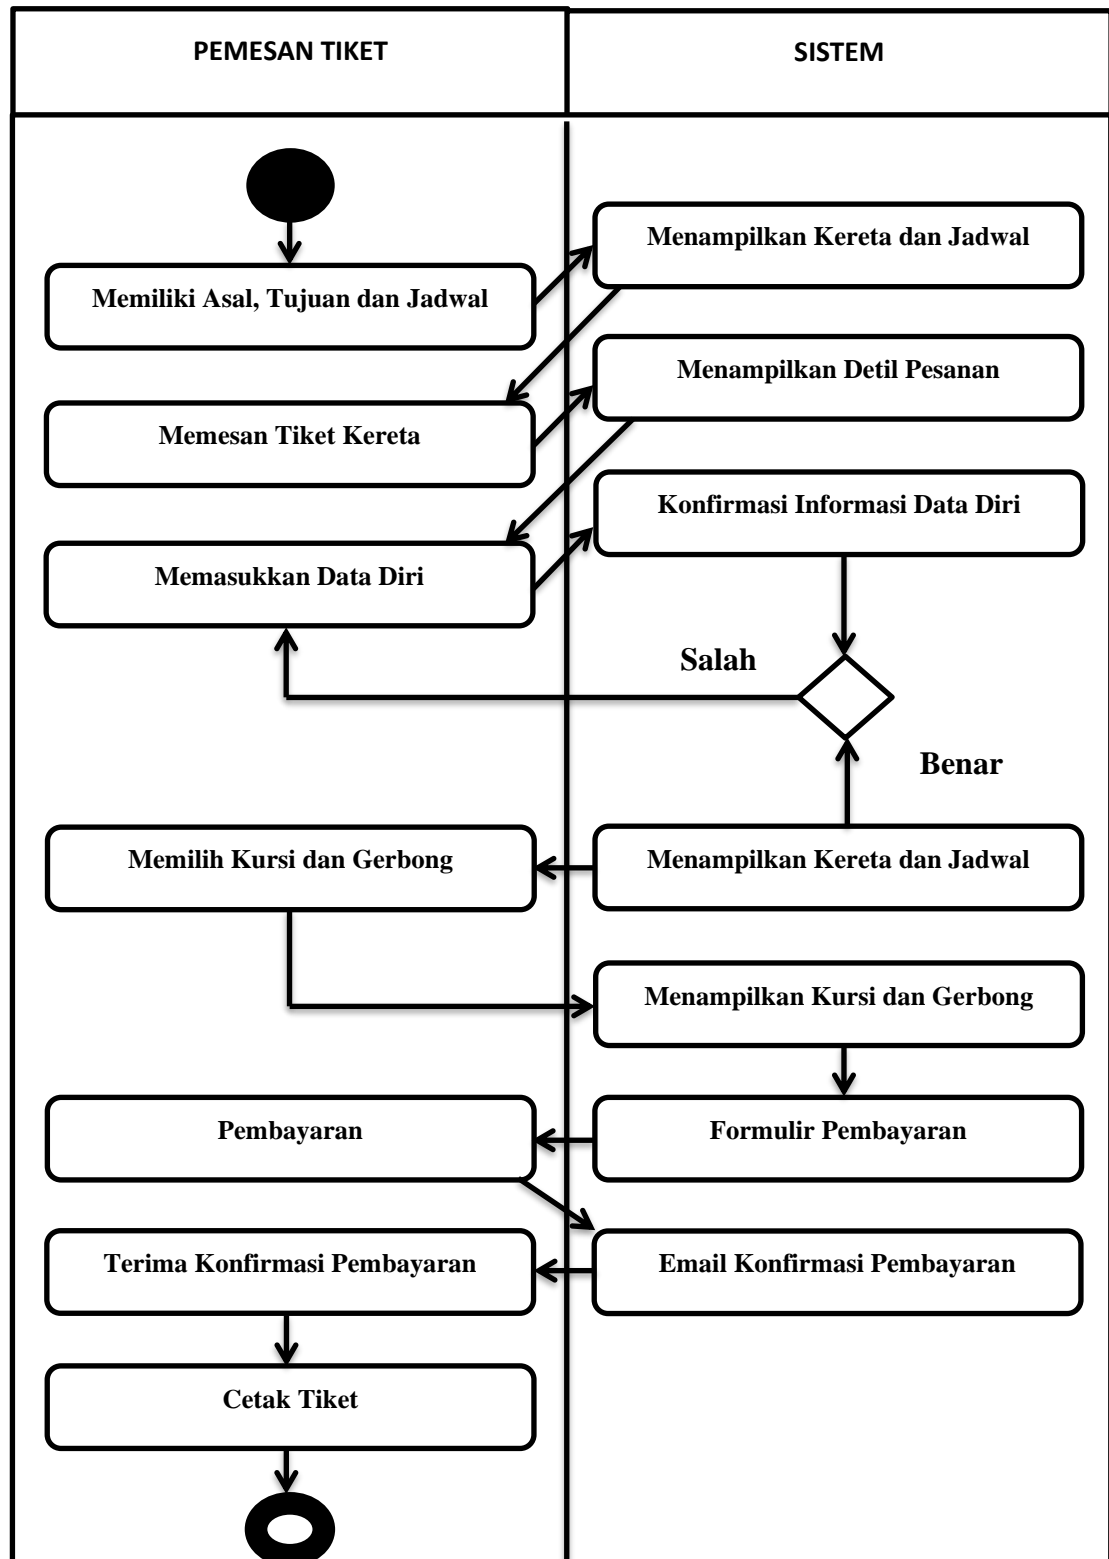 PEMESAN TIKET
SISTEM
Menampilkan Kereta dan Jadwal
Memiliki Asal, Tujuan dan Jadwal
Menampilkan Detil Pesanan
Memesan Tiket Kereta
Konfirmasi Informasi Data Diri
Memasukkan Data Diri
Salah
Benar
Memilih Kursi dan Gerbong
Menampilkan Kereta dan Jadwal
Menampilkan Kursi dan Gerbong
Pembayaran
Formulir Pembayaran
Terima Konfirmasi Pembayaran
Email Konfirmasi Pembayaran
Cetak Tiket